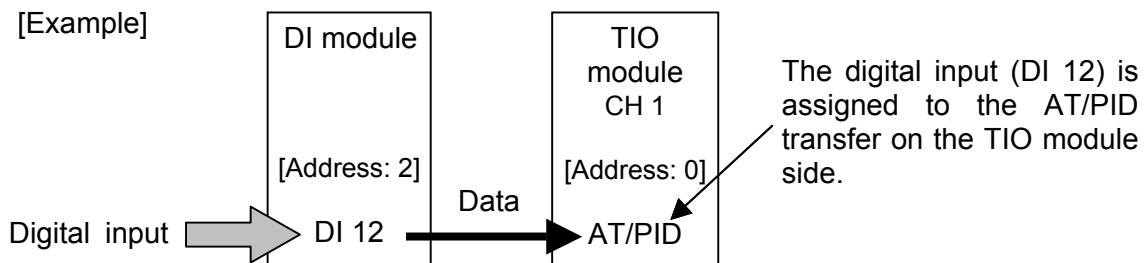 [Example]
DI module
TIO
module
CH 1
The digital input (DI 12) is
assigned to the AT/PID
transfer on the TIO module
side.
[Address: 2]
[Address: 0]
Data
Digital input
DI 12
AT/PID